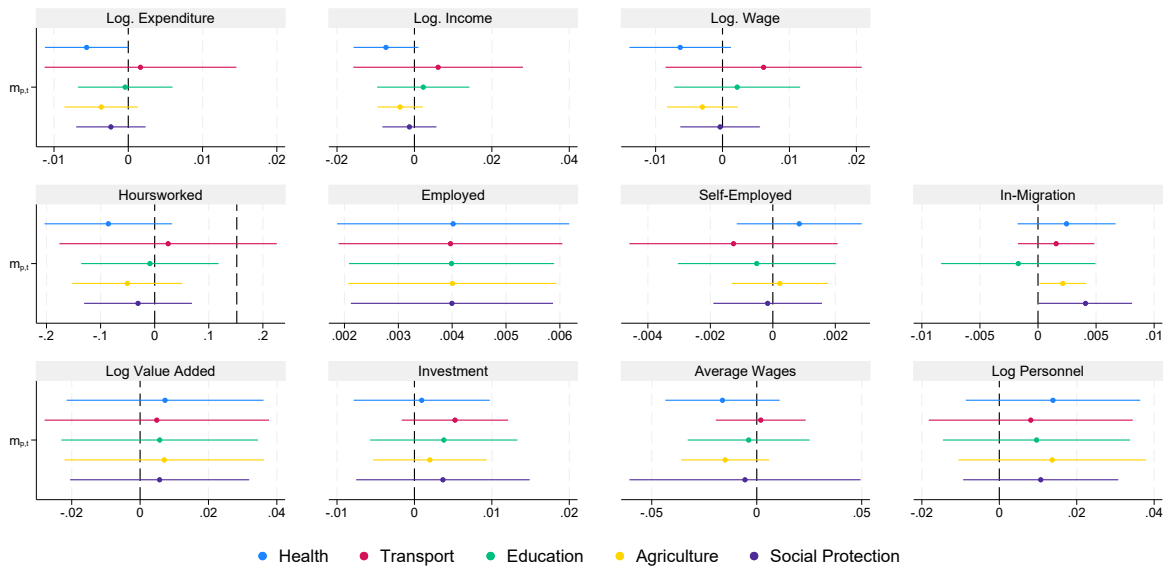 Log. Expenditure Log. Income Log. Wage
m_p,t
-.01 0 .01 .02 -.02 0 .02 .04 -.01 0 .01 .02
Hoursworked Employed Self-Employed In-Migration
m_p,t
-.2 -.1 0 .1 .2 .002 .003 .004 .005 .006 -.004 -.002 0 .002 -.01 -.005 0 .005 .01
Log Value Added Investment Average Wages Log Personnel
m_p,t
-.02 0 .02 .04 -.01 0 .01 .02 -.05 0 .05 -.02 0 .02 .04
Health Transport Education Agriculture Social Protection